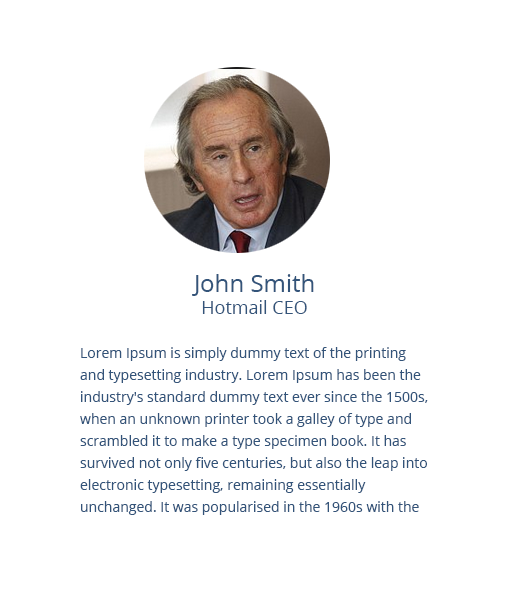 John Smith
Hotmail CEO
Lorem Ipsum is simply dummy text of the printing
and typesetting industry. Lorem Ipsum has been the
industry's standard dummy text ever since the 1500s,
when an unknown printer took a galley of type and
scrambled it to make a type specimen book. It has
survived not only five centuries, but also the leap into
electronic typesetting, remaining essentially
unchanged. It was popularised in the 1960s with the